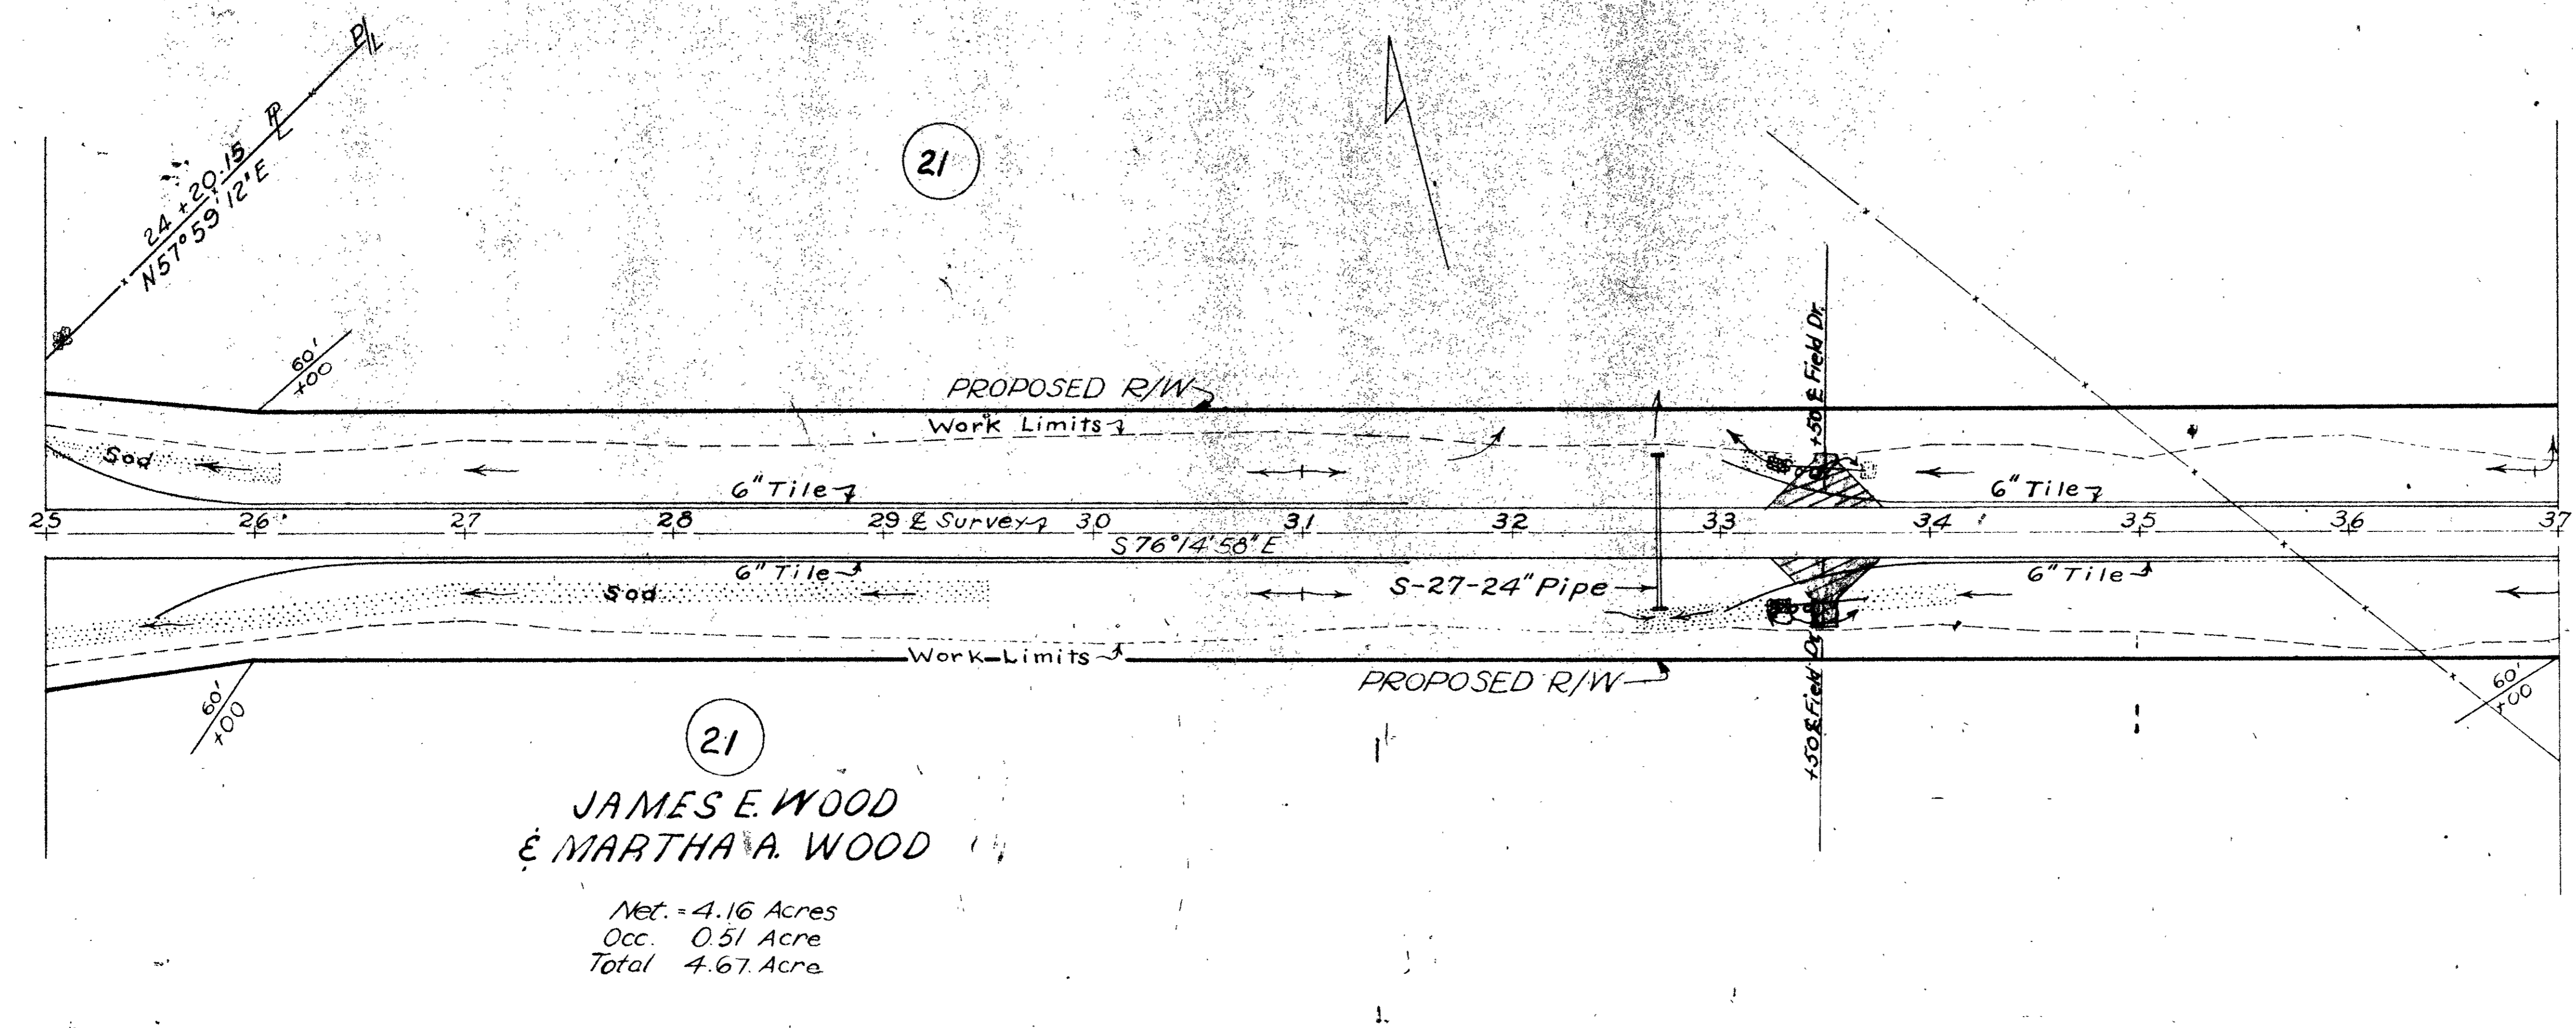 P/L
P/L
24 + 20.15
N57°59'12"E
21
60'
+00
PROPOSED R/W
Work Limits
+50 ℄ Field Dr.
Sod
6" Tile
6" Tile
25 26 27 28 29 ℄ Survey 30 31 32 33 34 35 36 37
S76°14'58"E
6" Tile
Sod
S-27-24" Pipe
6" Tile
Work Limits
PROPOSED R/W
+50 ℄ Field Dr.
60'
+00
60'
+00
21
JAMES E. WOOD
& MARTHA A. WOOD
Net. = 4.16 Acres
Occ. 0.51 Acre
Total 4.67 Acre